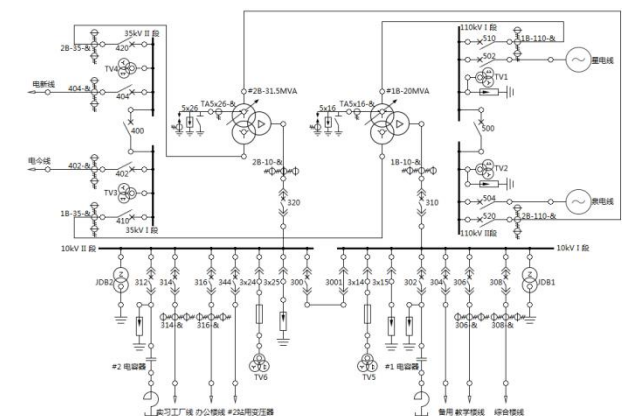 35kV II 段
110kV I 段
2B-35-&
420
510
1B-110-&
502
星电线
TV4
TV1
#2B-31.5MVA
#1B-20MVA
电新线
404-&
404
5x26
TA5x26-&
5x16
TA5x16-&
400
500
电今线
402-&
402
2B-10-&
1B-10-&
TV2
TV3
504
泉电线
320
310
1B-35-&
410
520
2B-110-&
35kV I 段
110kV II段
10kV II 段
10kV I 段
JDB2
312
314
316
344
3x24
3x25
300
3001
3x14
3x15
302
304
306
308
JDB1
314-&
316-&
306-&
308-&
#2 电容器
TV6
TV5
#1 电容器
实习工厂线
办公楼线
#2站用变压器
备用
教学楼线
综合楼线